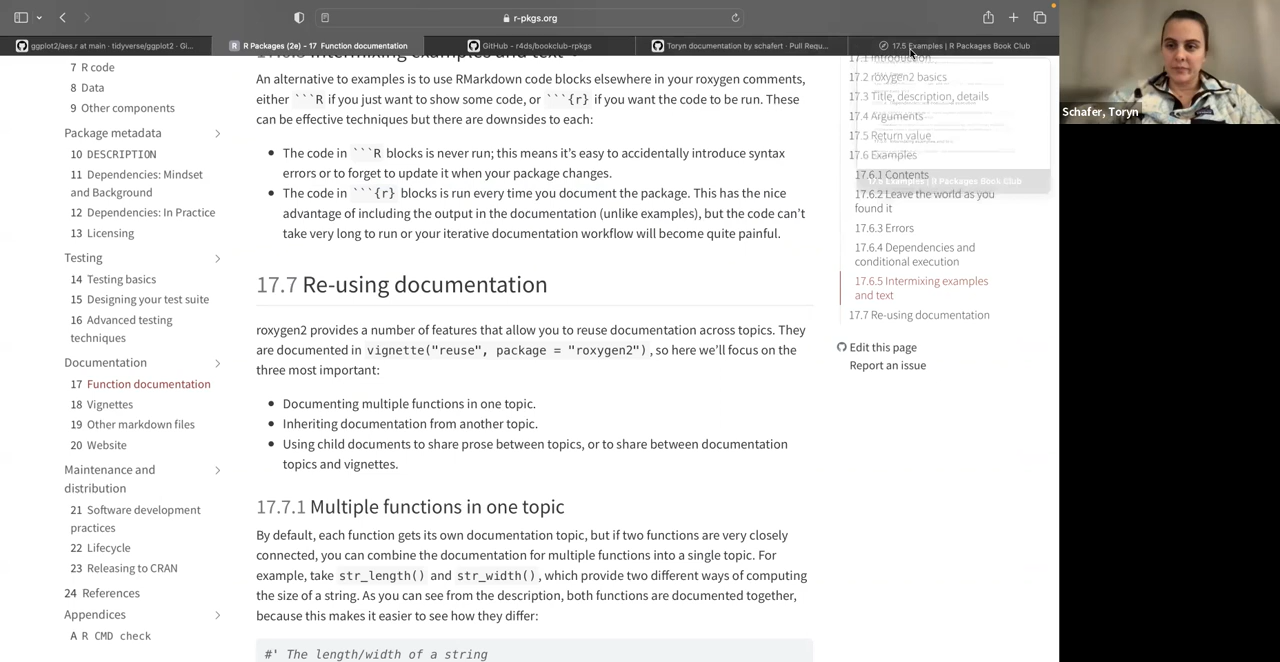 r-pkgs.org
ggplot2/aes.r at main · tidyverse/ggplot2 · Gi...
R Packages (2e) - 17 Function documentation
GitHub - r4ds/bookclub-rpkgs
Toryn documentation by schafert · Pull Requ...
17.5 Examples | R Packages Book Club
7 R code
8 Data
9 Other components
Package metadata
10 DESCRIPTION
11 Dependencies: Mindset
and Background
12 Dependencies: In Practice
13 Licensing
Testing
14 Testing basics
15 Designing your test suite
16 Advanced testing
techniques
Documentation
17 Function documentation
18 Vignettes
19 Other markdown files
20 Website
Maintenance and
distribution
21 Software development
practices
22 Lifecycle
23 Releasing to CRAN
24 References
Appendices
A R CMD check
17.6.5 Intermixing examples and text
An alternative to examples is to use RMarkdown code blocks elsewhere in your roxygen comments,
either ```R if you just want to show some code, or ```{r} if you want the code to be run. These
can be effective techniques but there are downsides to each:
• The code in ```R blocks is never run; this means it's easy to accidentally introduce syntax
errors or to forget to update it when your package changes.
• The code in ```{r} blocks is run every time you document the package. This has the nice
advantage of including the output in the documentation (unlike examples), but the code can't
take very long to run or your iterative documentation workflow will become quite painful.
17.7 Re-using documentation
roxygen2 provides a number of features that allow you to reuse documentation across topics. They
are documented in vignette("reuse", package = "roxygen2"), so here we'll focus on the
three most important:
• Documenting multiple functions in one topic.
• Inheriting documentation from another topic.
• Using child documents to share prose between topics, or to share between documentation
topics and vignettes.
17.7.1 Multiple functions in one topic
By default, each function gets its own documentation topic, but if two functions are very closely
connected, you can combine the documentation for multiple functions into a single topic. For
example, take str_length() and str_width(), which provide two different ways of computing
the size of a string. As you can see from the description, both functions are documented together,
because this makes it easier to see how they differ:
#' The length/width of a string
17.1 Introduction
17.2 roxygen2 basics
17.3 Title, description, details
17.4 Arguments
17.5 Return value
17.6 Examples
17.6.1 Contents
17.5 Examples | R Packages Book Club
17.6.2 Leave the world as you
found it
17.6.3 Errors
17.6.4 Dependencies and
conditional execution
17.6.5 Intermixing examples
and text
17.7 Re-using documentation
Edit this page
Report an issue
Schafer, Toryn